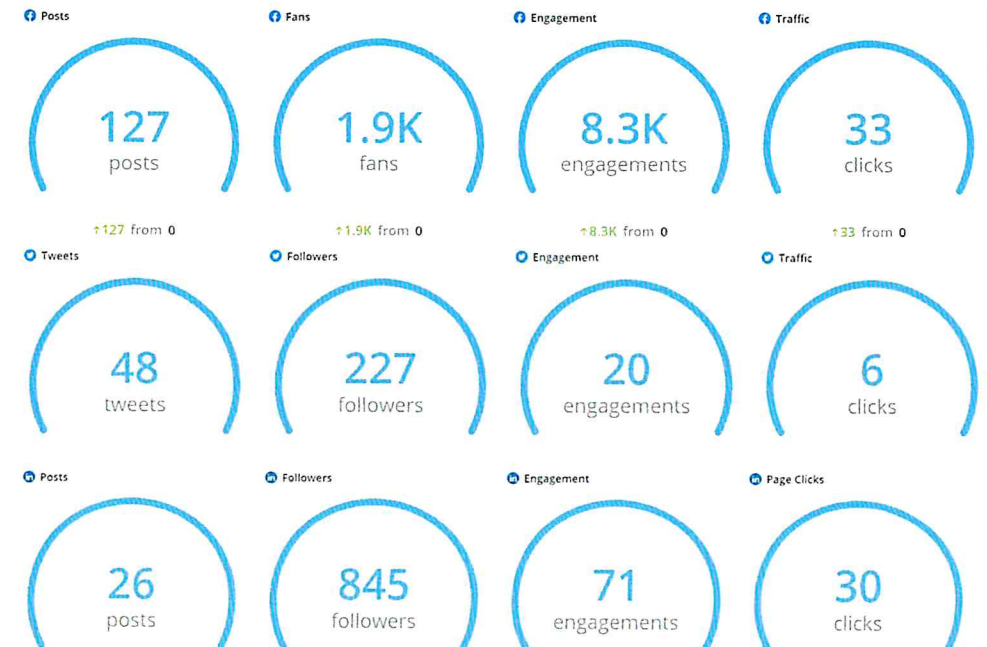 Posts Fans Engagement Traffic
127 1.9K 8.3K 33
posts fans engagements clicks
↑127 from 0 ↑1.9K from 0 ↑8.3K from 0 ↑33 from 0
Tweets Followers Engagement Traffic
48 227 20 6
tweets followers engagements clicks
Posts Followers Engagement Page Clicks
26 845 71 30
posts followers engagements clicks